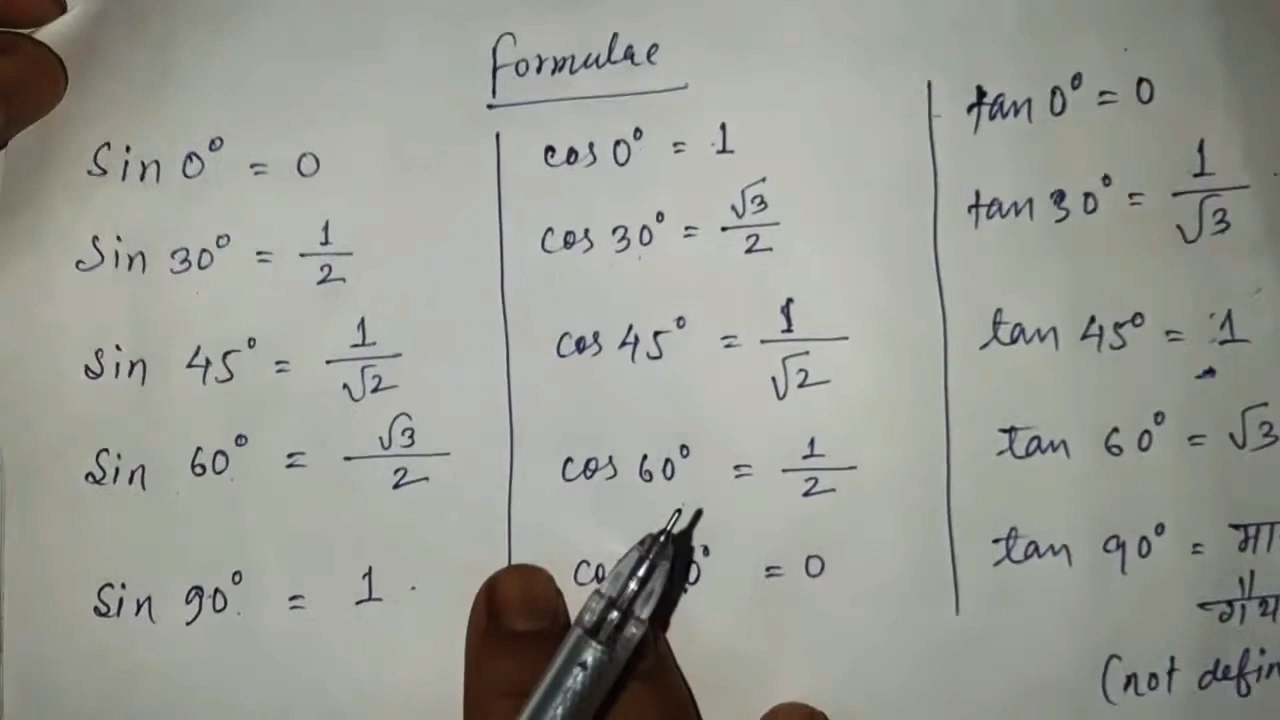 Formulae
Sin 0° = 0
Sin 30° = 1/2
Sin 45° = 1/√2
Sin 60° = √3/2
Sin 90° = 1
cos 0° = 1
cos 30° = √3/2
cos 45° = 1/√2
cos 60° = 1/2
= 0
tan 0° = 0
tan 30° = 1/√3
tan 45° = 1
tan 60° = √3
tan 90° =
(not defin